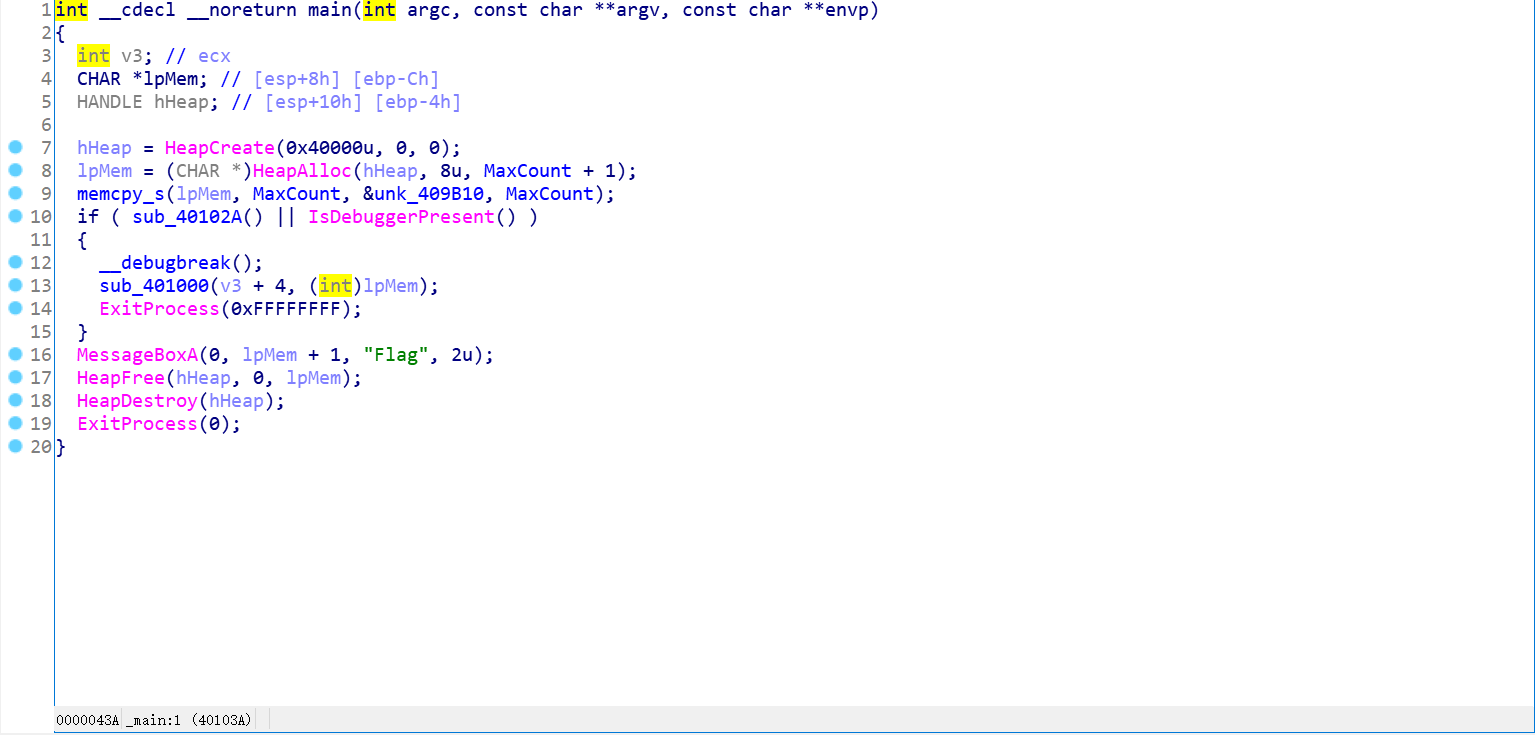 1 int __cdecl __noreturn main(int argc, const char **argv, const char **envp)
2 {
3   int v3; // ecx
4   CHAR *lpMem; // [esp+8h] [ebp-Ch]
5   HANDLE hHeap; // [esp+10h] [ebp-4h]
6
7   hHeap = HeapCreate(0x40000u, 0, 0);
8   lpMem = (CHAR *)HeapAlloc(hHeap, 8u, MaxCount + 1);
9   memcpy_s(lpMem, MaxCount, &unk_409B10, MaxCount);
10   if ( sub_40102A() || IsDebuggerPresent() )
11   {
12     __debugbreak();
13     sub_401000(v3 + 4, (int)lpMem);
14     ExitProcess(0xFFFFFFFF);
15   }
16   MessageBoxA(0, lpMem + 1, "Flag", 2u);
17   HeapFree(hHeap, 0, lpMem);
18   HeapDestroy(hHeap);
19   ExitProcess(0);
20 }
0000043A _main:1 (40103A)